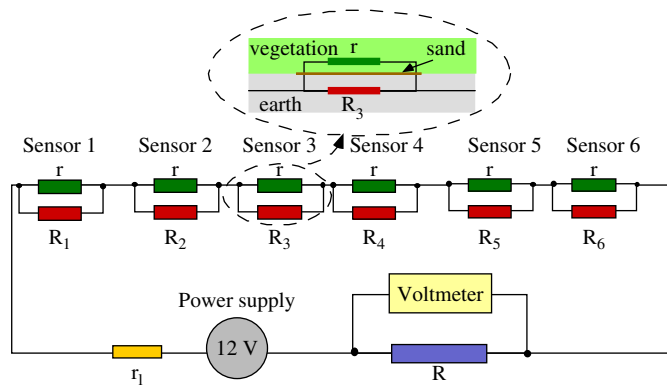 vegetation r sand
earth R3
Sensor 1 Sensor 2 Sensor 3 Sensor 4 Sensor 5 Sensor 6
r r r r r r
R1 R2 R3 R4 R5 R6
Power supply Voltmeter
12 V
r1 R